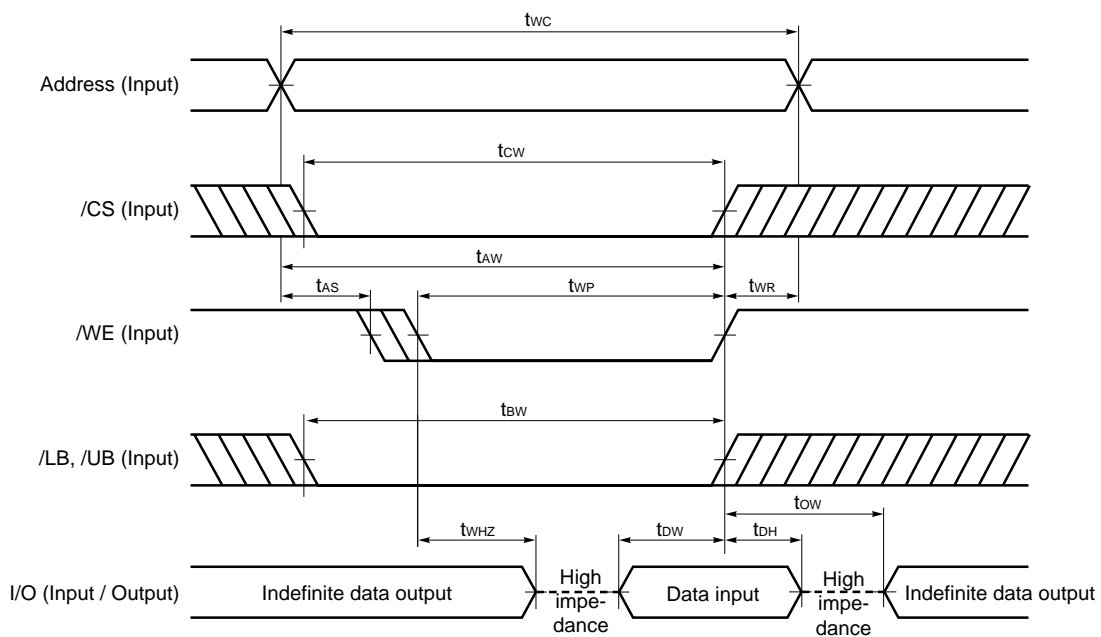 tWC
Address (Input)
tCW
/CS (Input)
tAW
tAS
tWP
tWR
/WE (Input)
tBW
/LB, /UB (Input)
tOW
tWHZ
tDW
tDH
I/O (Input / Output)
Indefinite data output
High
impe-
dance
Data input
High
impe-
dance
Indefinite data output